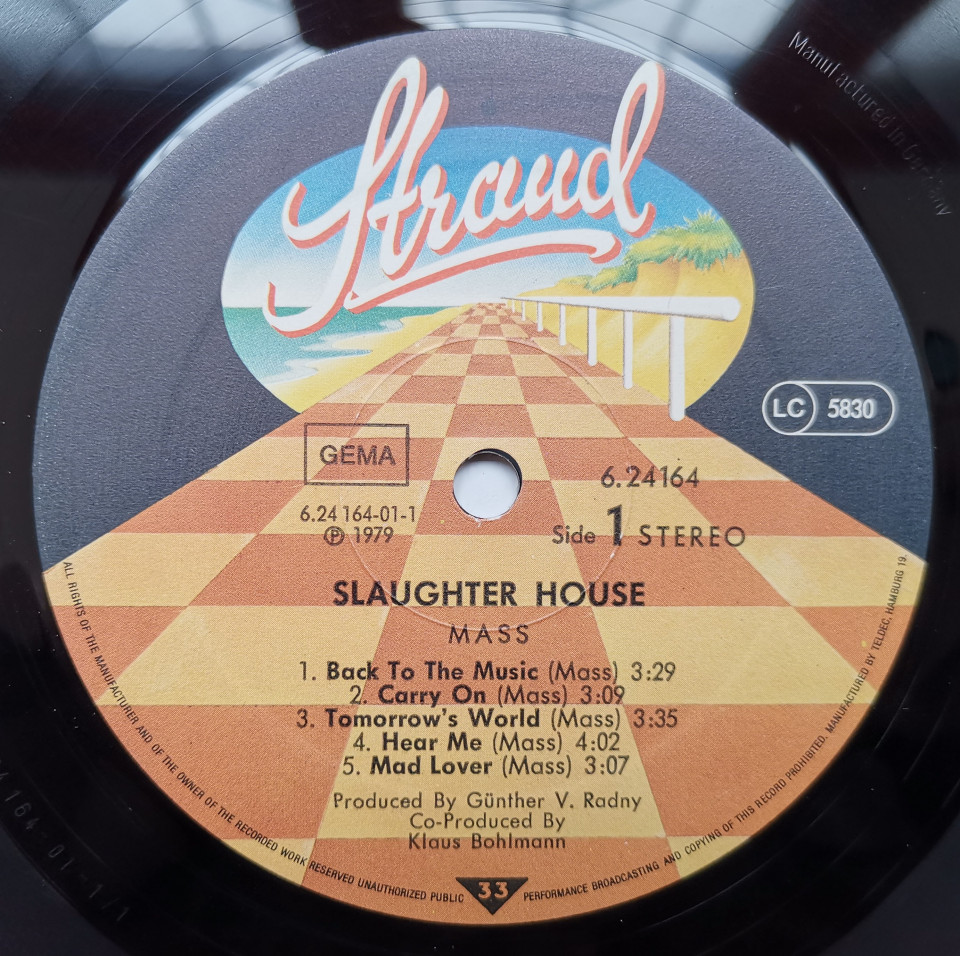 Manufactured in Germany
Strand
LC 5830
GEMA
6.24164
6.24 164-01-1
Ⓟ 1979
Side 1 STEREO
SLAUGHTER HOUSE
MASS
1. Back To The Music (Mass) 3:29
2. Carry On (Mass) 3:09
3. Tomorrow's World (Mass) 3:35
4. Hear Me (Mass) 4:02
5. Mad Lover (Mass) 3:07
Produced By Günther V. Radny
Co-Produced By
Klaus Bohlmann
ALL RIGHTS OF THE MANUFACTURER AND OF THE OWNER OF THE RECORDED WORK RESERVED UNAUTHORIZED PUBLIC PERFORMANCE BROADCASTING AND COPYING OF THIS RECORD PROHIBITED. MANUFACTURED BY TELDEC, HAMBURG 19.
33